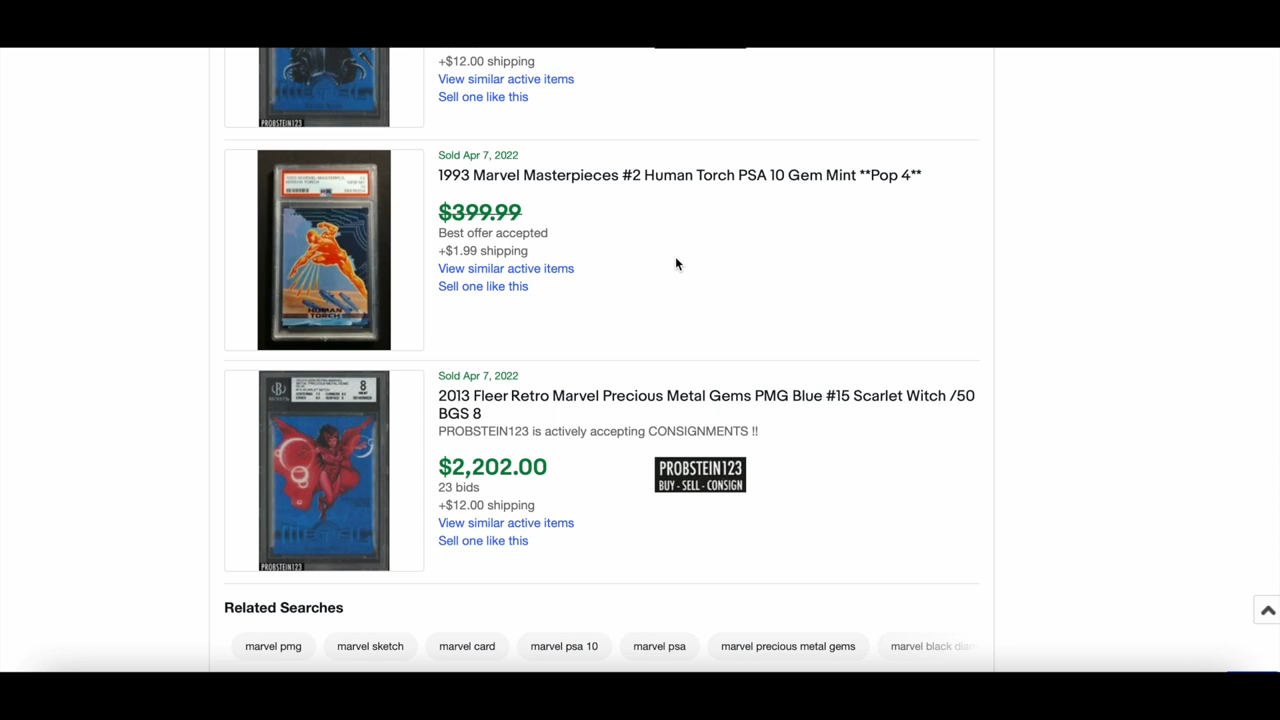 +$12.00 shipping
View similar active items
Sell one like this
PROBSTEIN123
Sold Apr 7, 2022
1993 Marvel Masterpieces #2 Human Torch PSA 10 Gem Mint **Pop 4**
$399.99
Best offer accepted
+$1.99 shipping
View similar active items
Sell one like this
HUMAN
TORCH
Sold Apr 7, 2022
2013 Fleer Retro Marvel Precious Metal Gems PMG Blue #15 Scarlet Witch /50
BGS 8
PROBSTEIN123 is actively accepting CONSIGNMENTS !!
$2,202.00
23 bids
+$12.00 shipping
View similar active items
Sell one like this
PROBSTEIN123
BUY - SELL - CONSIGN
8
PROBSTEIN123
Related Searches
marvel pmg
marvel sketch
marvel card
marvel psa 10
marvel psa
marvel precious metal gems
marvel black